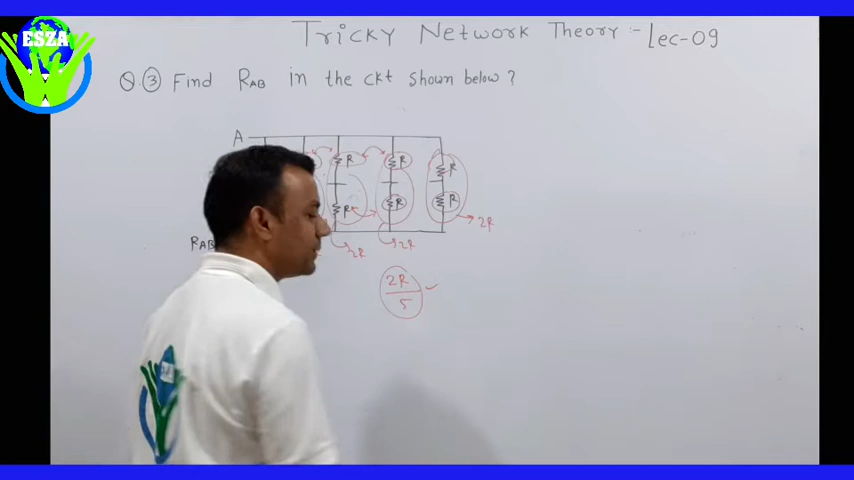 ESZA
Tricky Network Theory :- Lec-09
Q.③ Find RAB in the ckt shown below ?
A
R R R
R R R
RAB
2R 2R 2R
2R
5